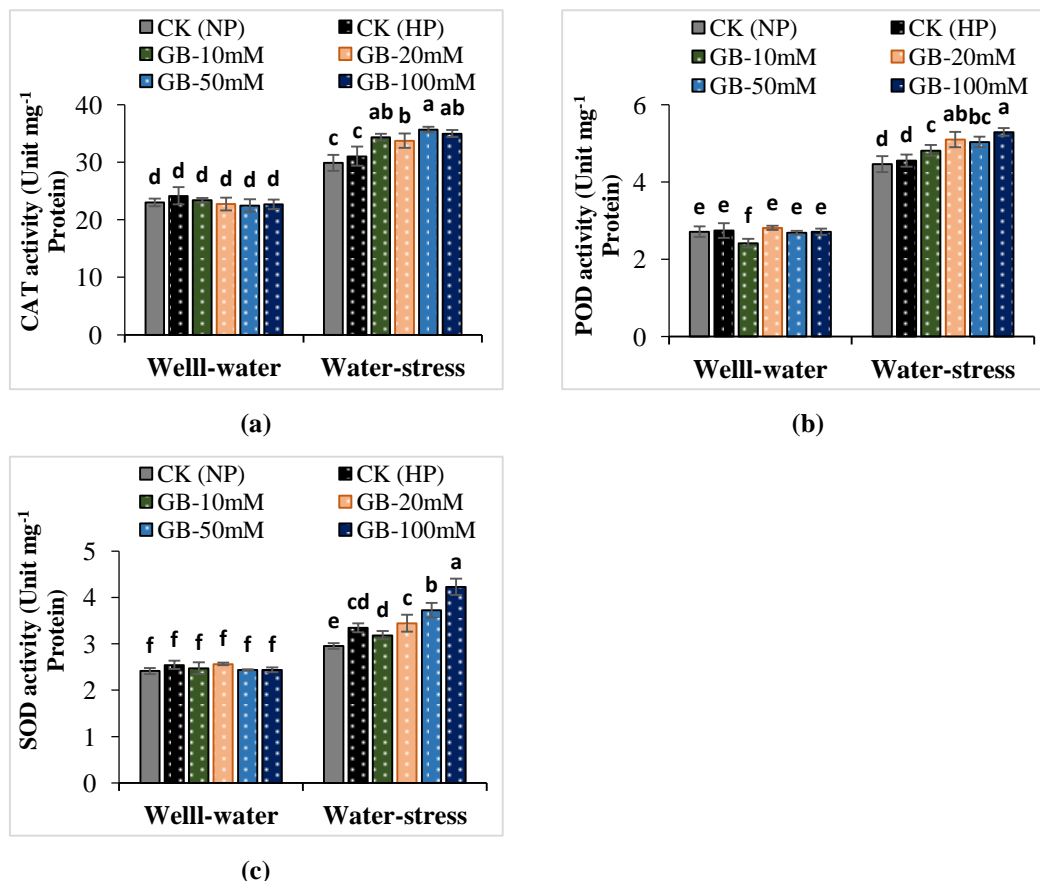 CK (NP) CK (HP)
GB-10mM GB-20mM
GB-50mM GB-100mM
CAT activity (Unit mg-1
Protein)
40
30
20
10
0
d d d d d d
c c ab b a ab
Welll-water Water-stress
(a)
CK (NP) CK (HP)
GB-10mM GB-20mM
GB-50mM GB-100mM
POD activity (Unit mg-1
Protein)
6
4
2
0
e e f e e e
d d c ab bc a
Welll-water Water-stress
(b)
CK (NP) CK (HP)
GB-10mM GB-20mM
GB-50mM GB-100mM
SOD activity (Unit mg-1
Protein)
5
4
3
2
1
0
f f f f f f
e cd d c b a
Welll-water Water-stress
(c)